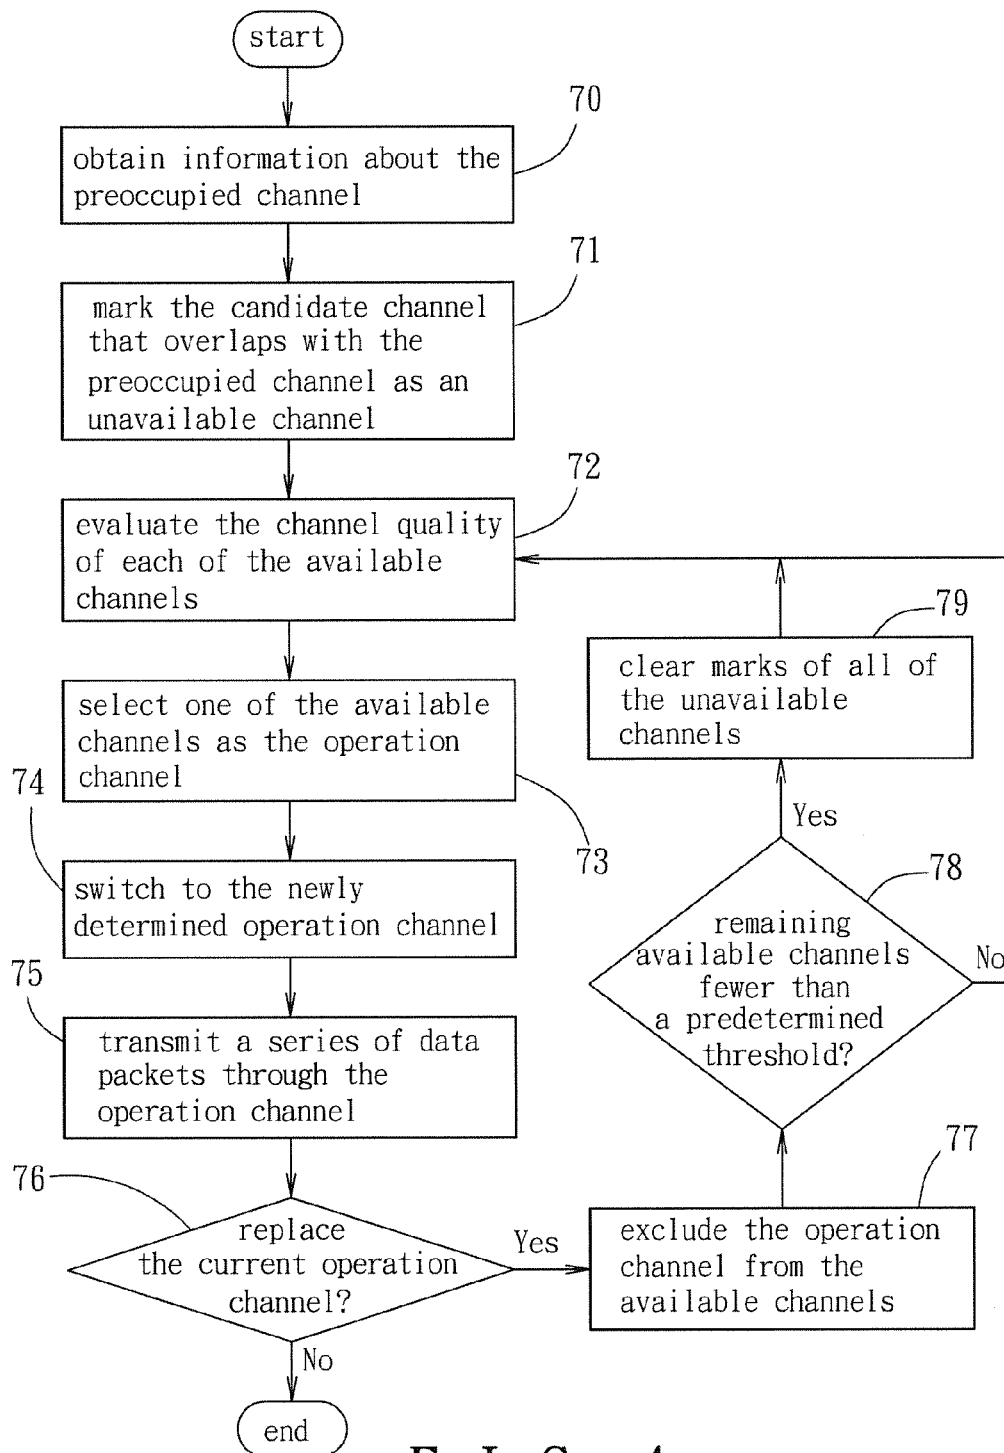 start
70
obtain information about the
preoccupied channel
71
mark the candidate channel
that overlaps with the
preoccupied channel as an
unavailable channel
72
evaluate the channel quality
of each of the available
channels
select one of the available
channels as the operation
channel
73
74
switch to the newly
determined operation channel
75
transmit a series of data
packets through the
operation channel
76
replace
the current operation
channel?
Yes
No
end
77
exclude the operation
channel from the
available channels
78
remaining
available channels
fewer than
a predetermined
threshold?
No
Yes
79
clear marks of all of
the unavailable
channels
FIG. 4